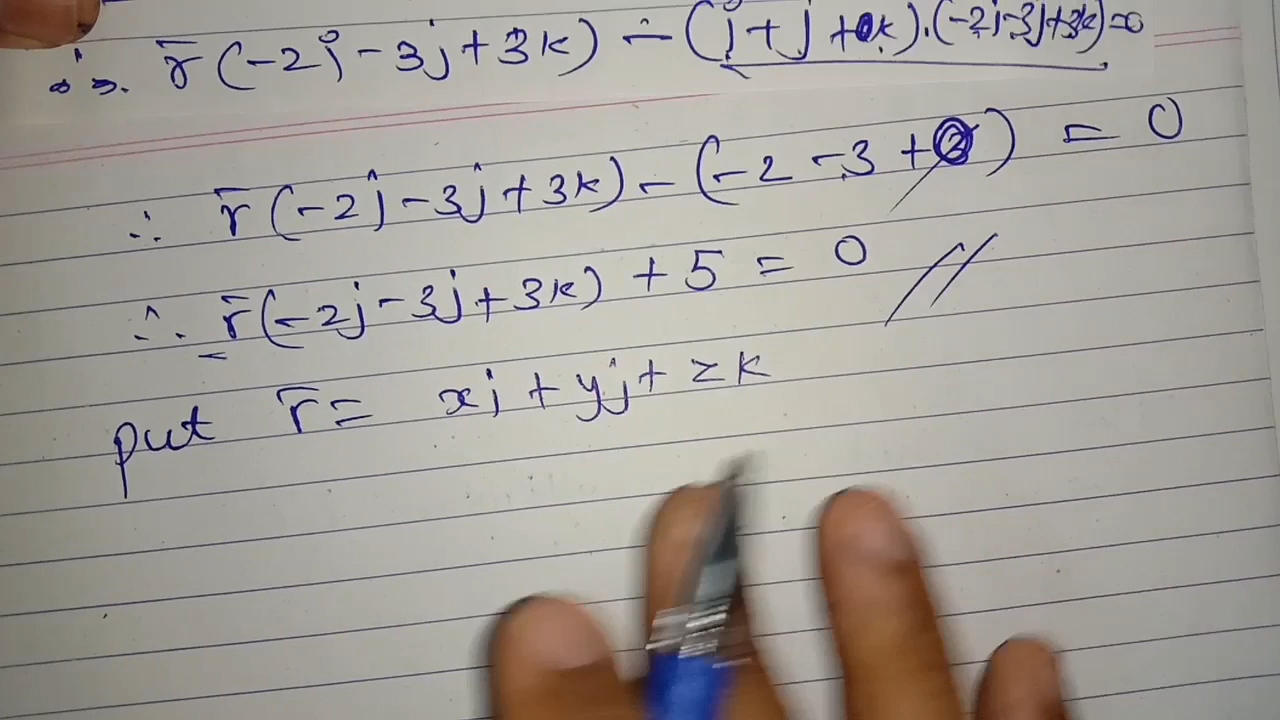 ∴ r̄ (-2i - 3j + 3k) - (i + j + 0k).(-2i-3j+3k)=0
∴ r̄ (-2i - 3j + 3k) - (-2 - 3 + ) = 0
∴ r̄ (-2i - 3j + 3k) + 5 = 0 //
put r̄ = xi + yj + zk